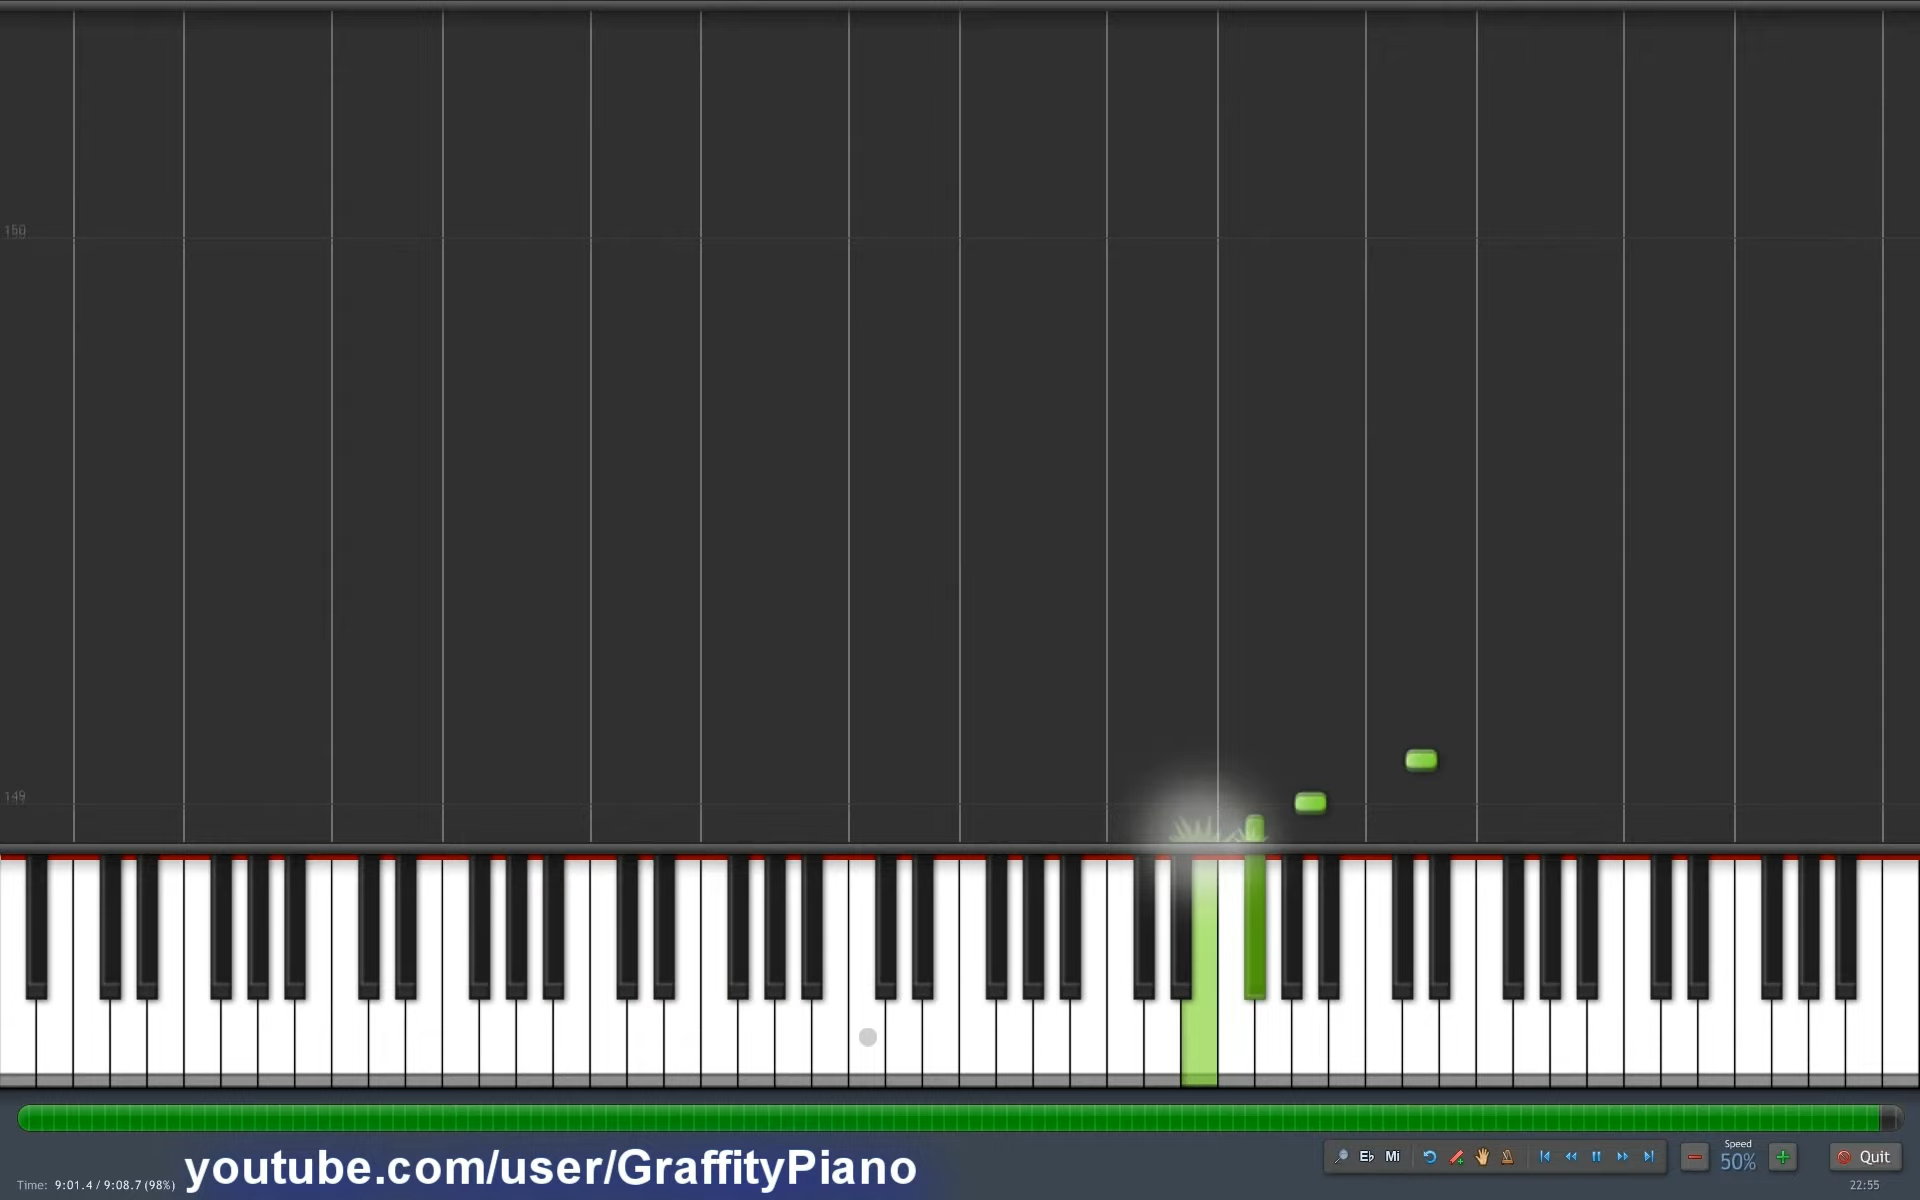 150
149
youtube.com/user/GraffityPiano
Time: 9:01.4 / 9:08.7 (98%)
E♭ Mi
Speed
50%
Quit
22:55